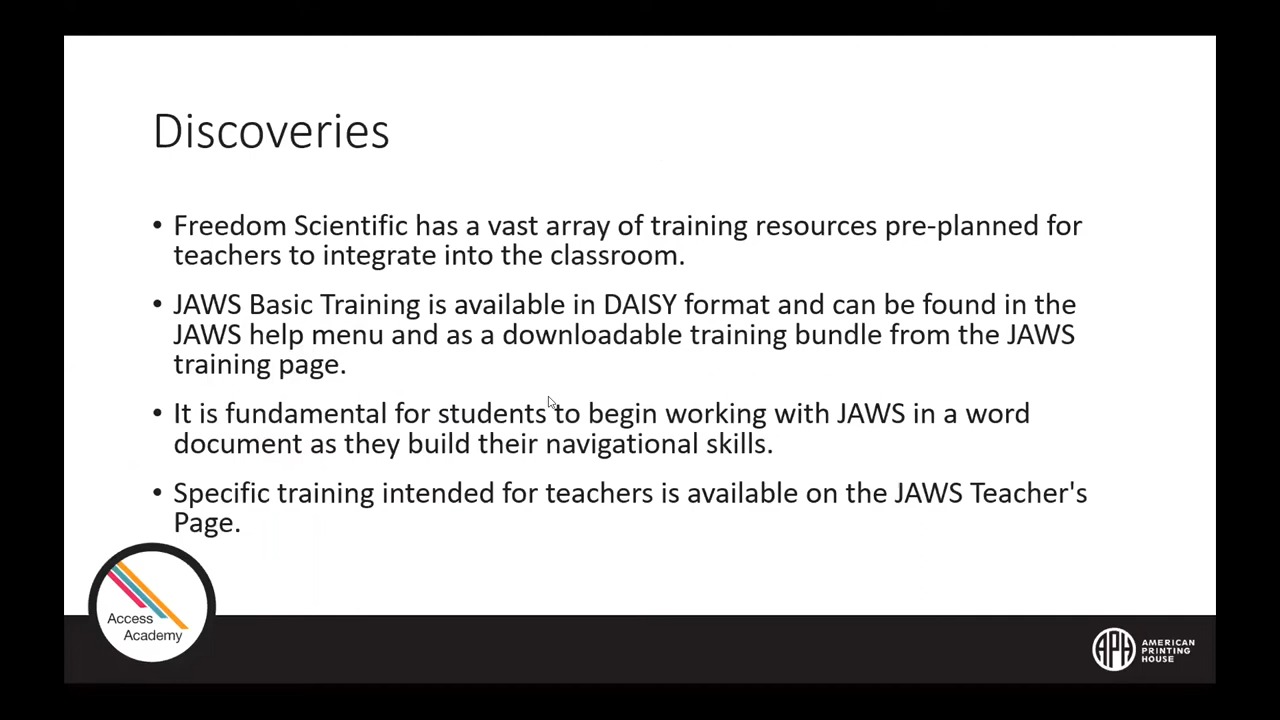 Discoveries
• Freedom Scientific has a vast array of training resources pre-planned for
teachers to integrate into the classroom.
• JAWS Basic Training is available in DAISY format and can be found in the
JAWS help menu and as a downloadable training bundle from the JAWS
training page.
• It is fundamental for students to begin working with JAWS in a word
document as they build their navigational skills.
• Specific training intended for teachers is available on the JAWS Teacher's
Page.
Access
Academy
APH
AMERICAN
PRINTING
HOUSE